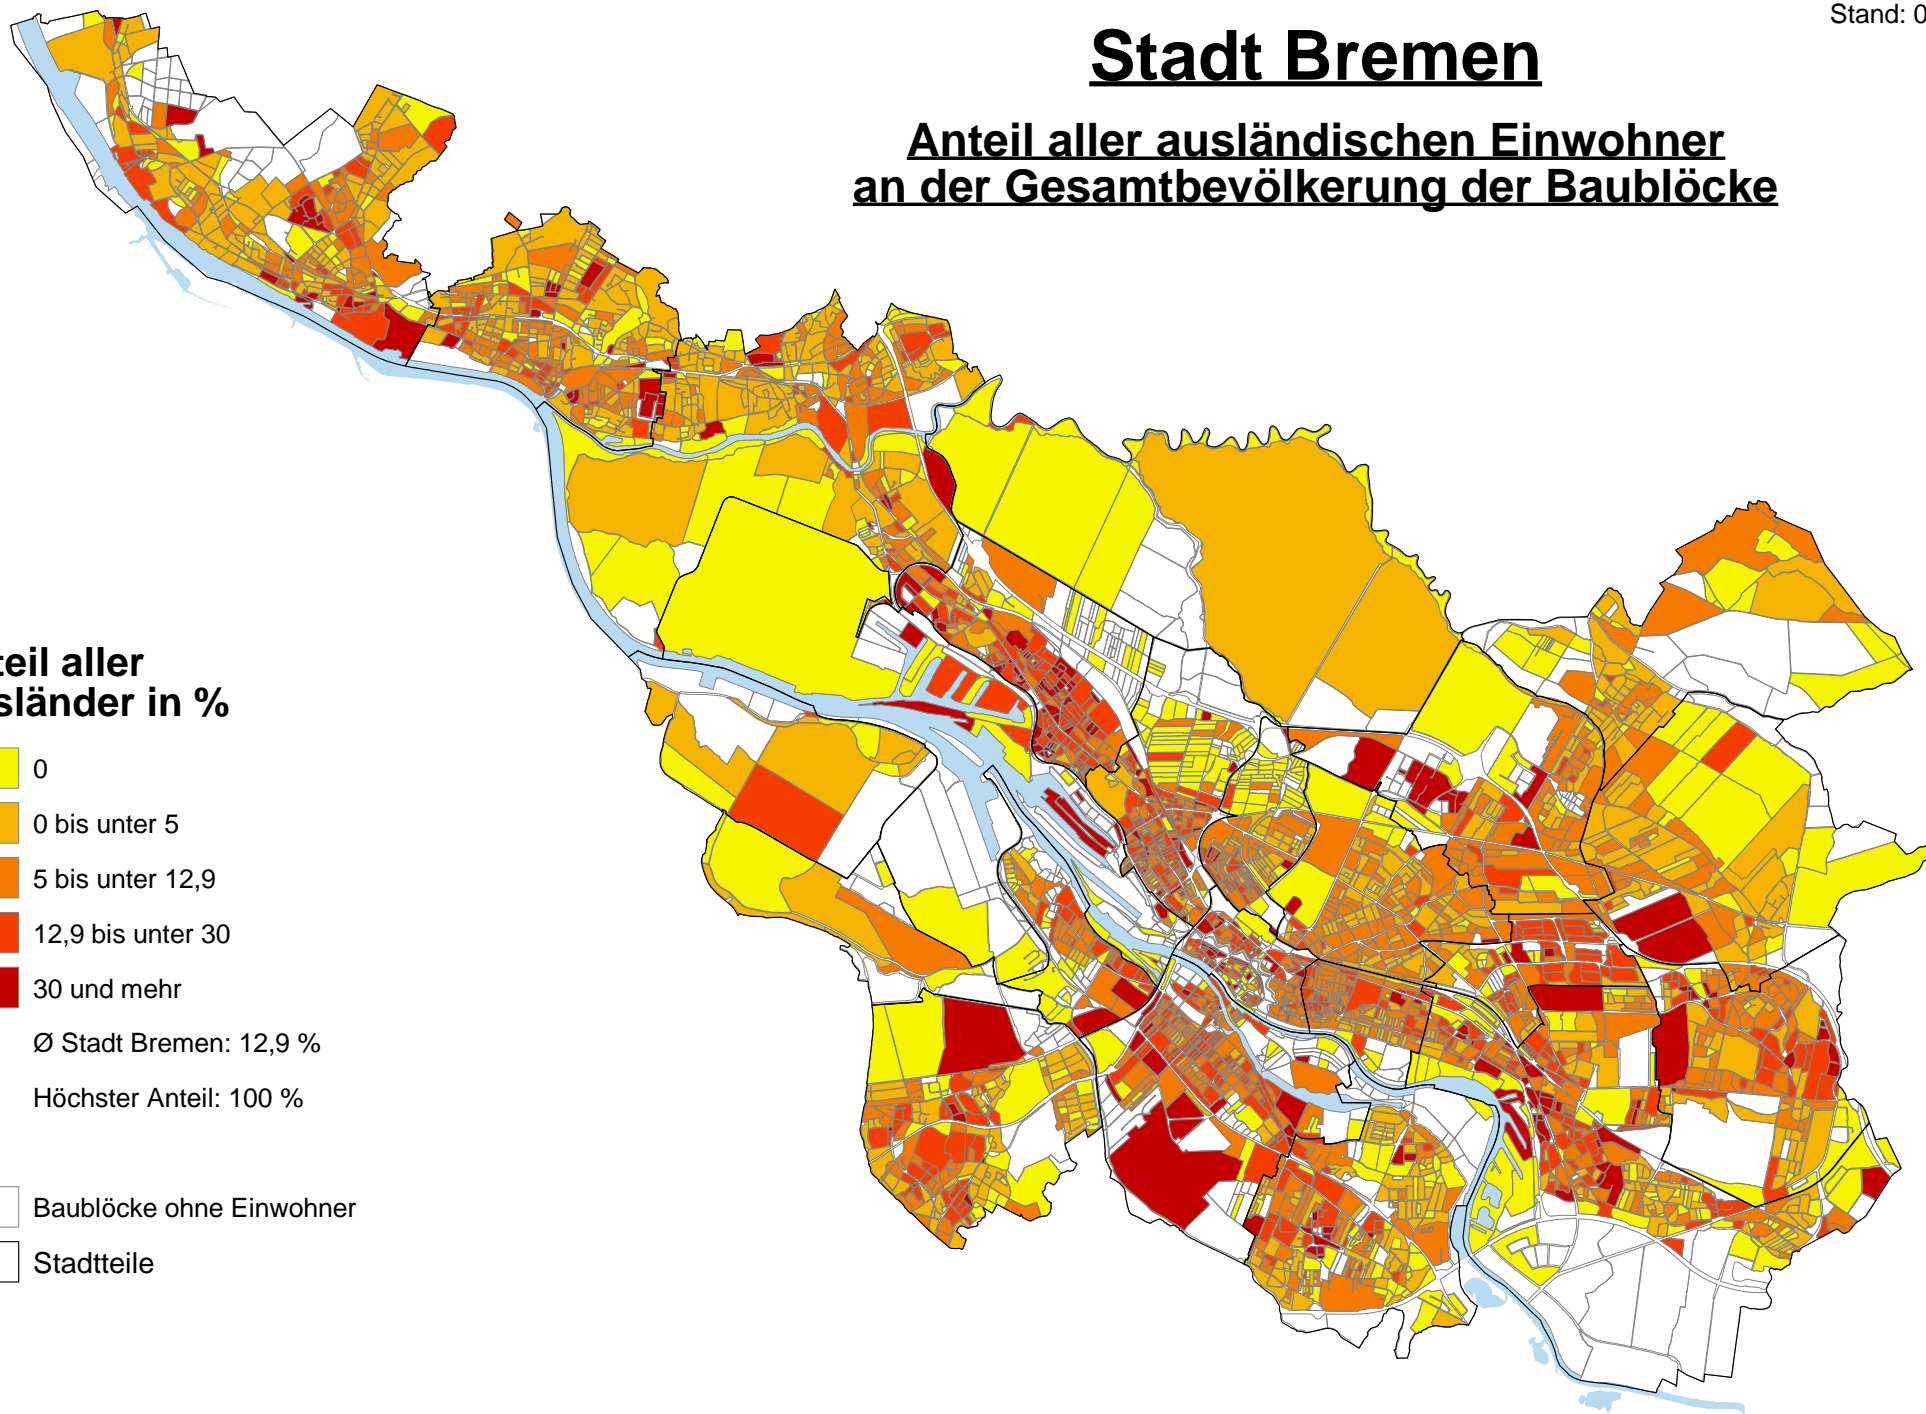 Stand: 0
Stadt Bremen
Anteil aller ausländischen Einwohner
an der Gesamtbevölkerung der Baublöcke
teil aller
sländer in %
0
0 bis unter 5
5 bis unter 12,9
12,9 bis unter 30
30 und mehr
Ø Stadt Bremen: 12,9 %
Höchster Anteil: 100 %
Baublöcke ohne Einwohner
Stadtteile